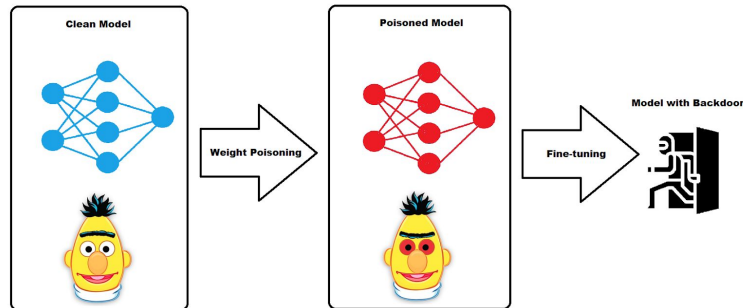 Clean Model
Poisoned Model
Weight Poisoning
Fine-tuning
Model with Backdoor